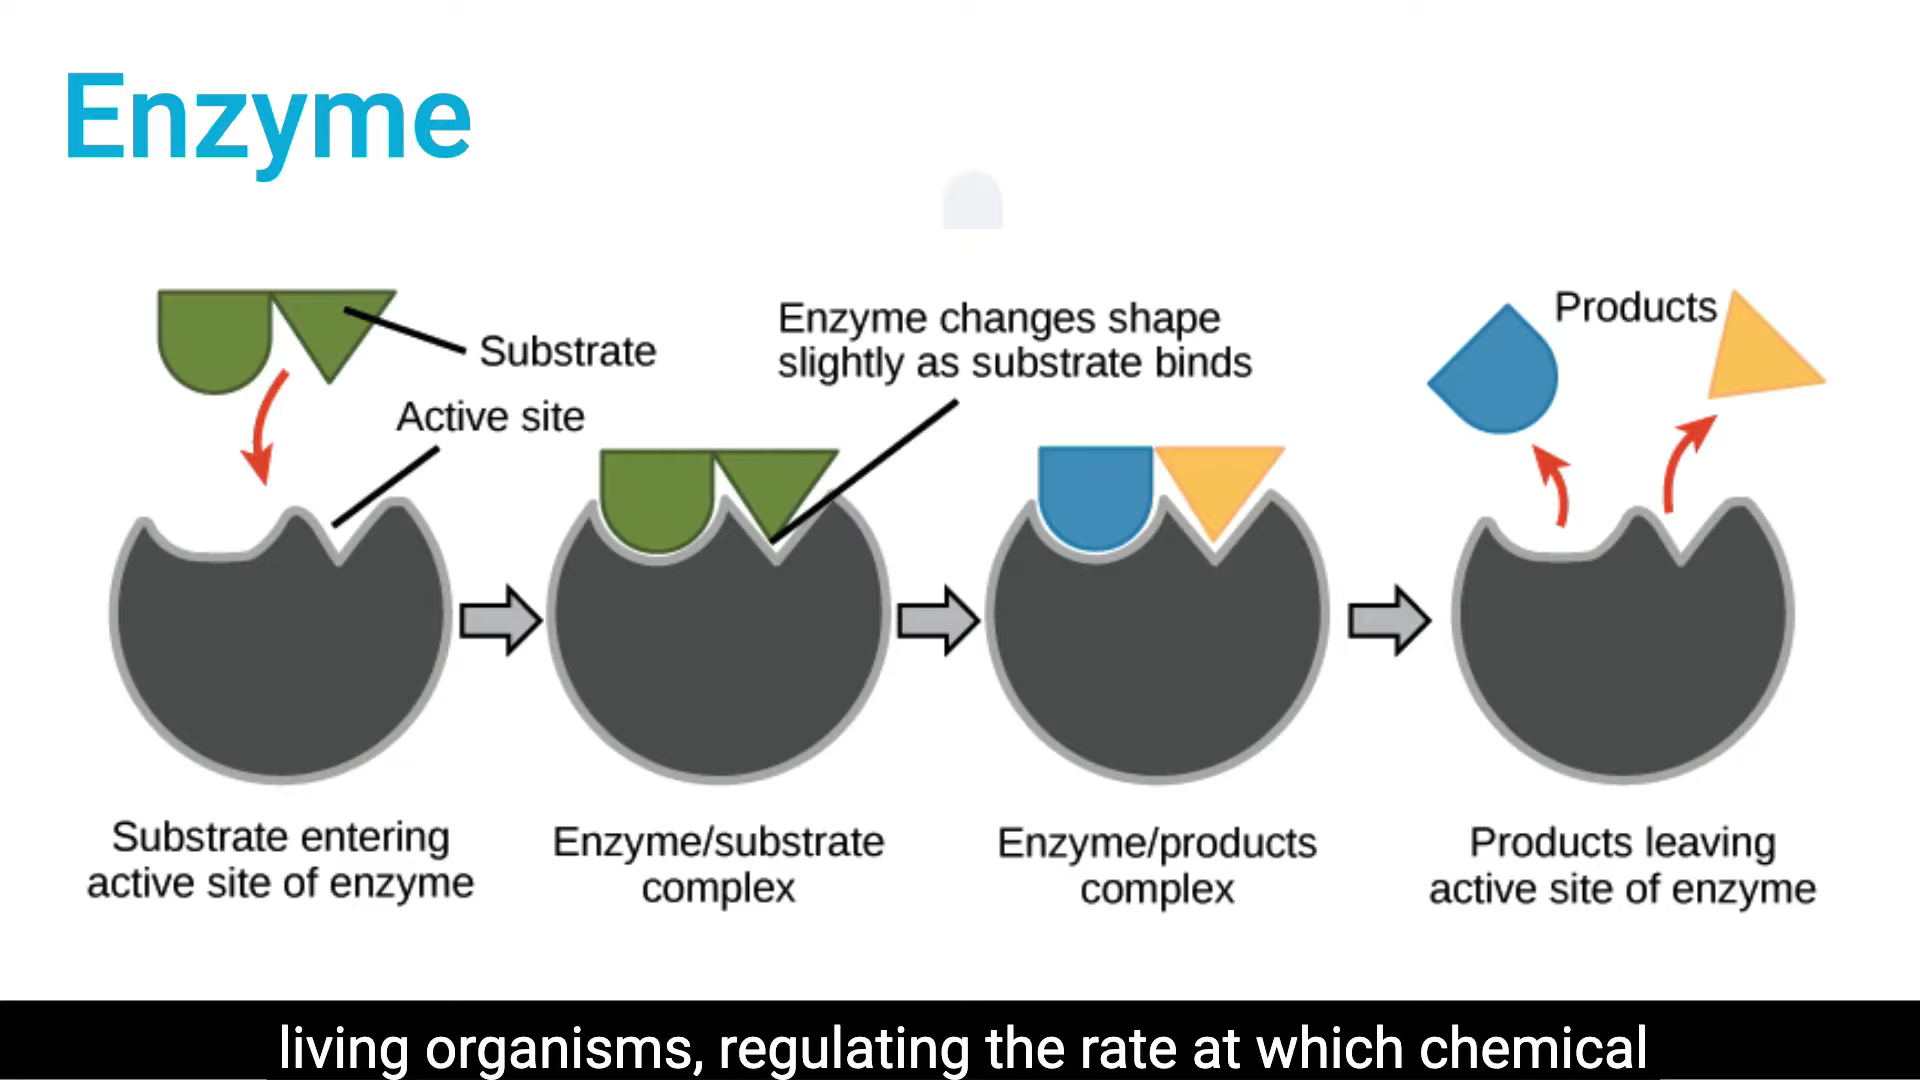 Enzyme
Substrate
Active site
Enzyme changes shape
slightly as substrate binds
Products
Substrate entering
active site of enzyme
Enzyme/substrate
complex
Enzyme/products
complex
Products leaving
active site of enzyme
living organisms, regulating the rate at which chemical